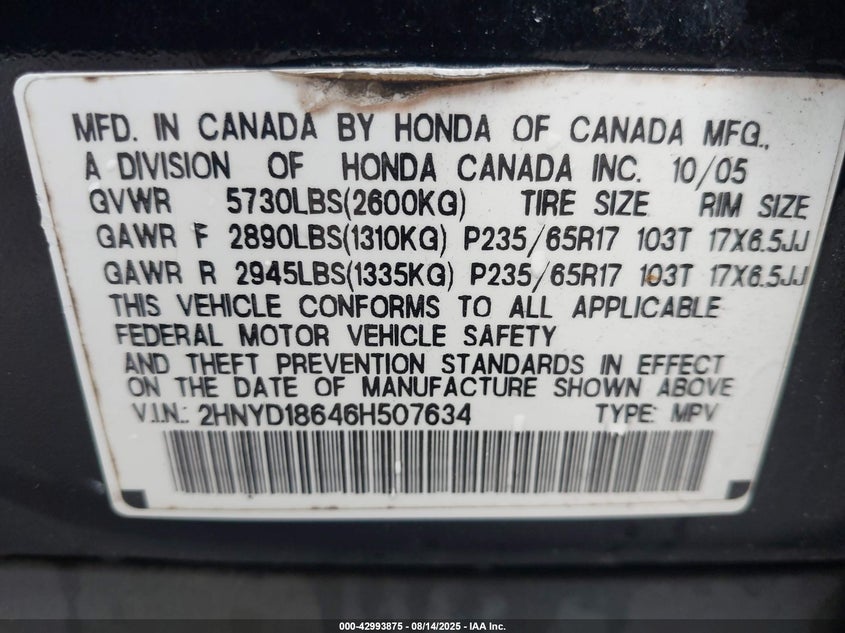 MFD. IN CANADA BY HONDA OF CANADA MFG.,
A DIVISION OF HONDA CANADA INC. 10/05
GVWR 5730LBS(2600KG) TIRE SIZE RIM SIZE
GAWR F 2890LBS(1310KG) P235/65R17 103T 17X6.5JJ
GAWR R 2945LBS(1335KG) P235/65R17 103T 17X6.5JJ
THIS VEHICLE CONFORMS TO ALL APPLICABLE
FEDERAL MOTOR VEHICLE SAFETY
AND THEFT PREVENTION STANDARDS IN EFFECT
ON THE DATE OF MANUFACTURE SHOWN ABOVE
V.I.N.: 2HNYD18646H507634 TYPE: MPV
000-42993875 - 08/14/2025 - IAA Inc.